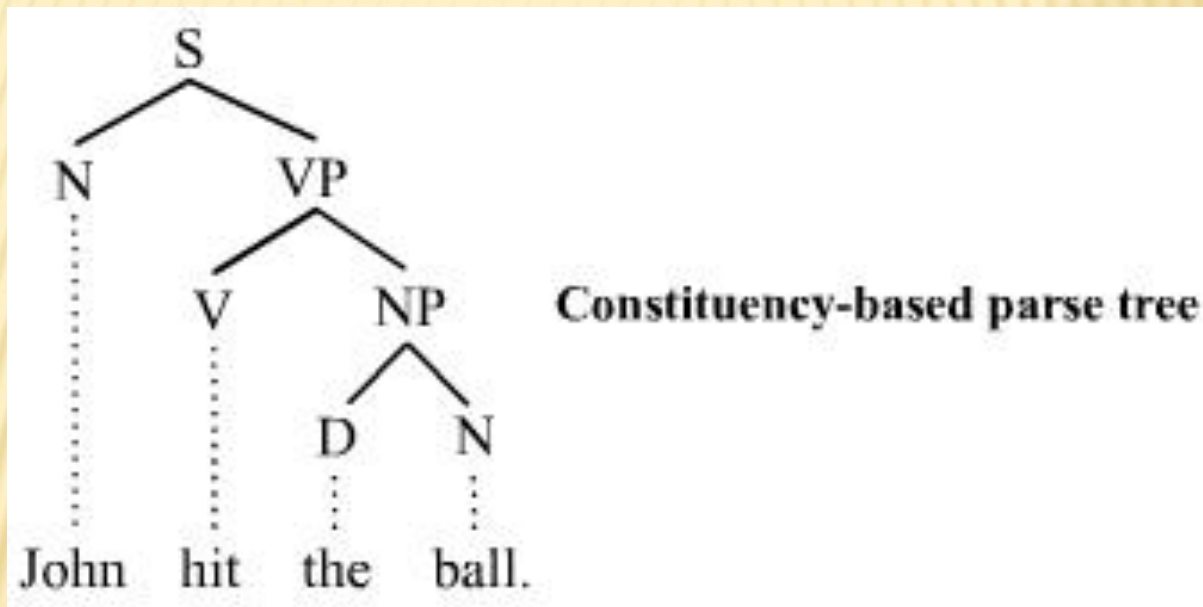 S
N VP
V NP
Constituency-based parse tree
D N
John hit the ball.